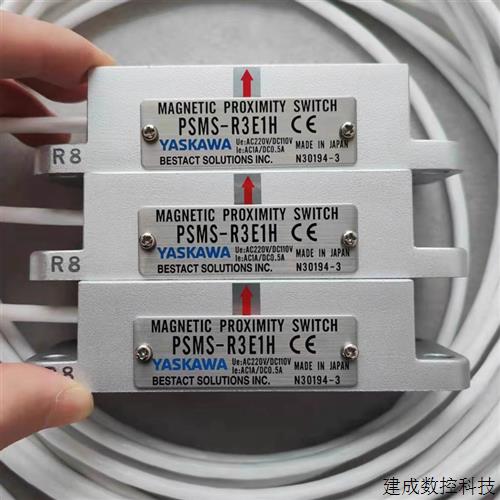 MAGNETIC PROXIMITY SWITCH
PSMS-R3E1H CE
YASKAWA Ue:AC220V/DC110V Ie:AC1A/DC0.5A MADE IN JAPAN
BESTACT SOLUTIONS INC. N30194-3
R8
MAGNETIC PROXIMITY SWITCH
PSMS-R3E1H CE
YASKAWA Ue:AC220V/DC110V Ie:AC1A/DC0.5A MADE IN JAPAN
BESTACT SOLUTIONS INC. N30194-3
R8
MAGNETIC PROXIMITY SWITCH
PSMS-R3E1H CE
YASKAWA Ue:AC220V/DC110V Ie:AC1A/DC0.5A MADE IN JAPAN
BESTACT SOLUTIONS INC. N30194-3
R8
建成数控科技